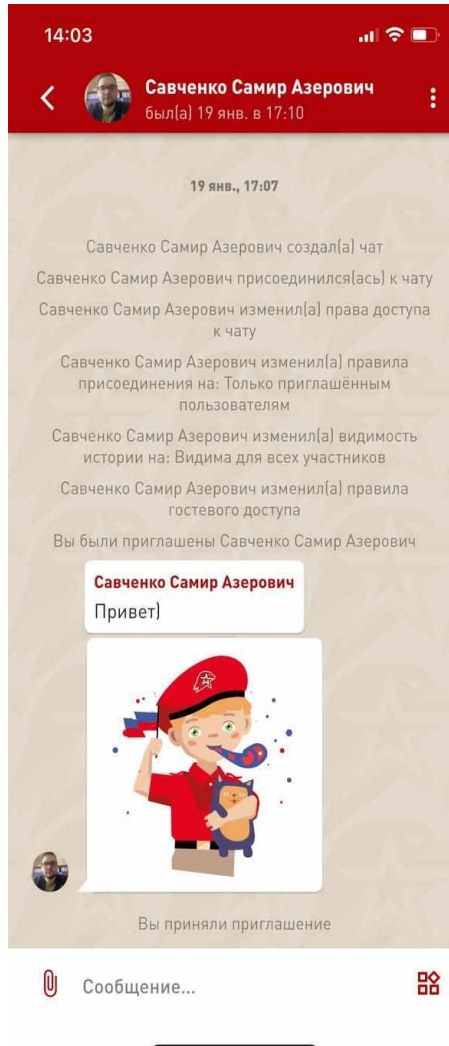 14:03
Савченко Самир Азерович
был(а) 19 янв. в 17:10
19 янв., 17:07
Савченко Самир Азерович создал(а) чат
Савченко Самир Азерович присоединился(ась) к чату
Савченко Самир Азерович изменил(а) права доступа
к чату
Савченко Самир Азерович изменил(а) правила
присоединения на: Только приглашённым
пользователям
Савченко Самир Азерович изменил(а) видимость
истории на: Видима для всех участников
Савченко Самир Азерович изменил(а) правила
гостевого доступа
Вы были приглашены Савченко Самир Азерович
Савченко Самир Азерович
Привет)
Вы приняли приглашение
Сообщение...